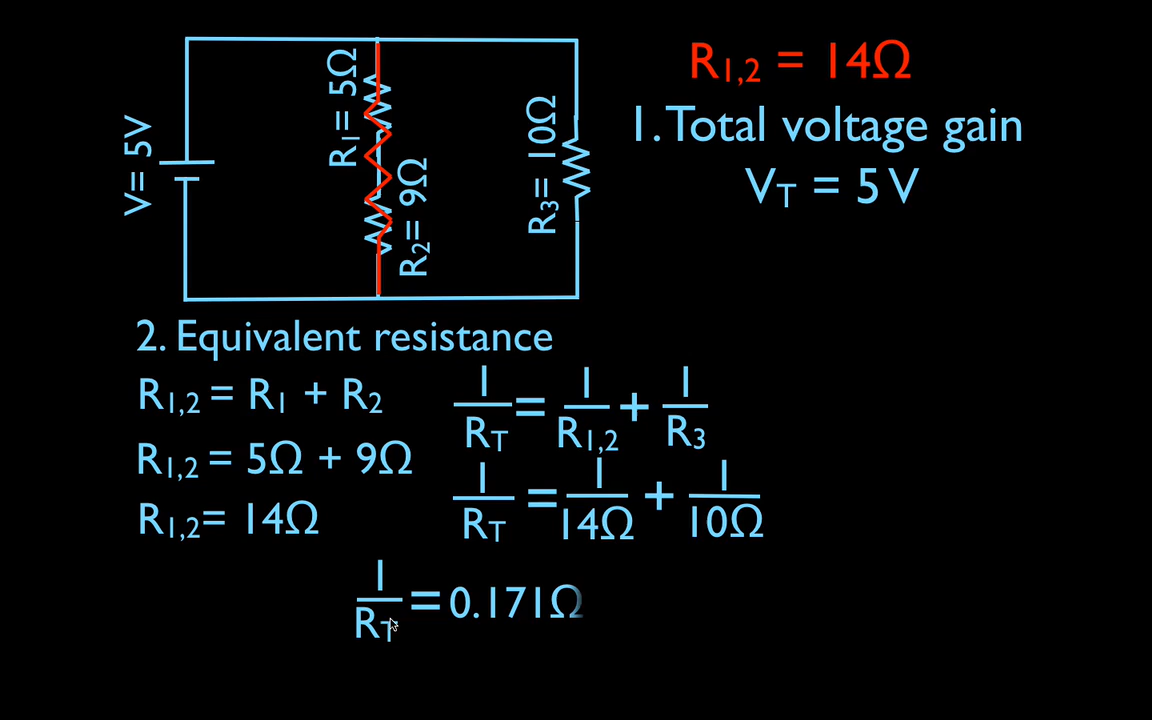 V= 5V
R1= 5Ω
R2= 9Ω
R3= 10Ω
R1,2 = 14Ω
1. Total voltage gain
VT = 5 V
2. Equivalent resistance
R1,2 = R1 + R2
R1,2 = 5Ω + 9Ω
R1,2= 14Ω
1/RT = 1/R1,2 + 1/R3
1/RT = 1/14Ω + 1/10Ω
1/RT = 0.171Ω